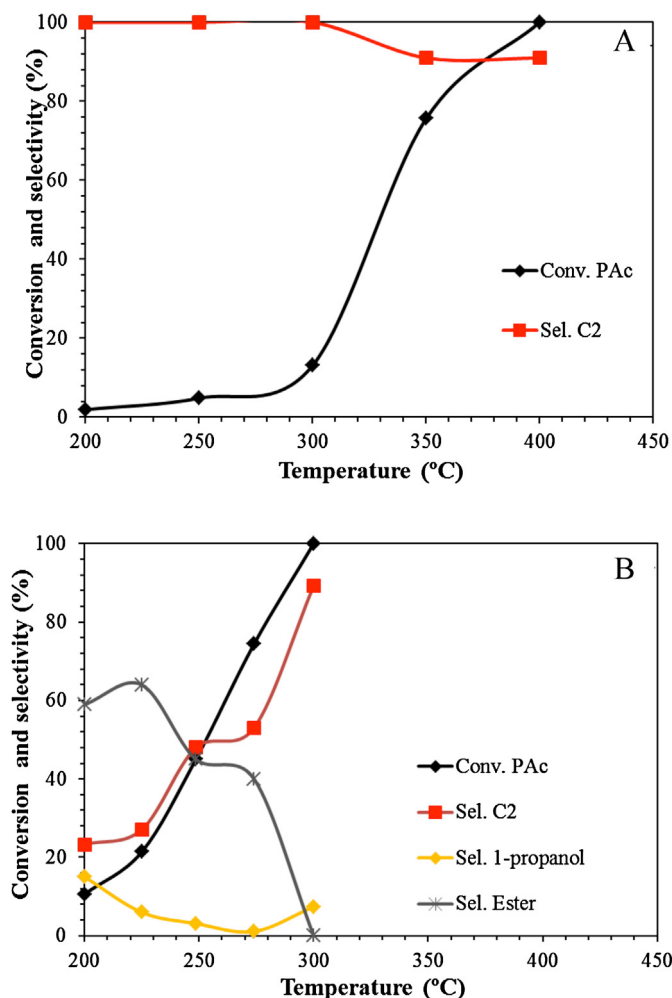 A
Conversion and selectivity (%)
100
80
60
40
20
0
Conv. PAc
Sel. C2
200 250 300 350 400 450
Temperature (ºC)
B
Conversion and selectivity (%)
100
80
60
40
20
0
Conv. PAc
Sel. C2
Sel. 1-propanol
Sel. Ester
200 250 300 350 400 450
Temperature (ºC)